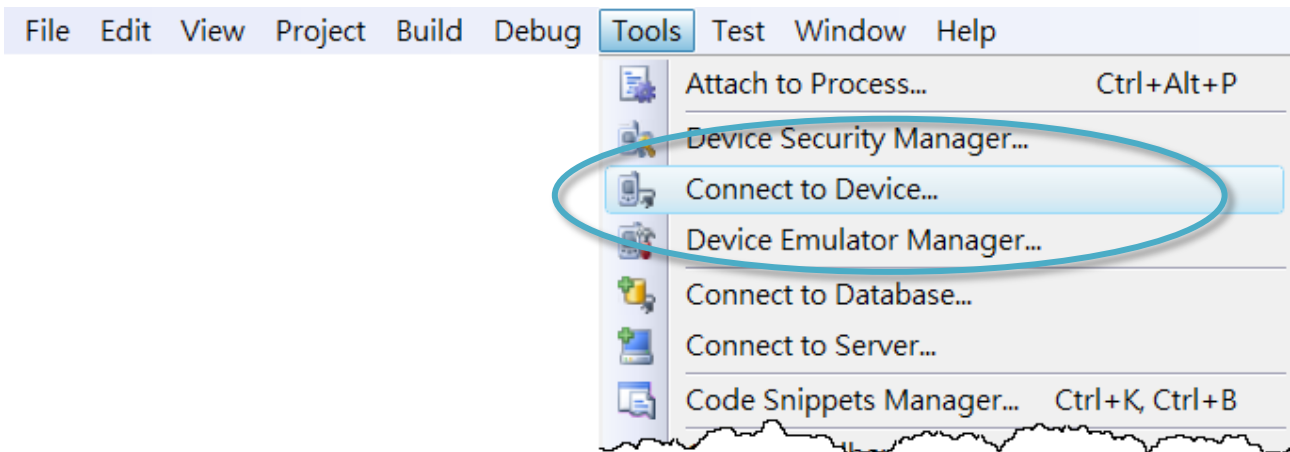 File Edit View Project Build Debug Tools Test Window Help
Attach to Process... Ctrl+Alt+P
Device Security Manager...
Connect to Device...
Device Emulator Manager...
Connect to Database...
Connect to Server...
Code Snippets Manager... Ctrl+K, Ctrl+B